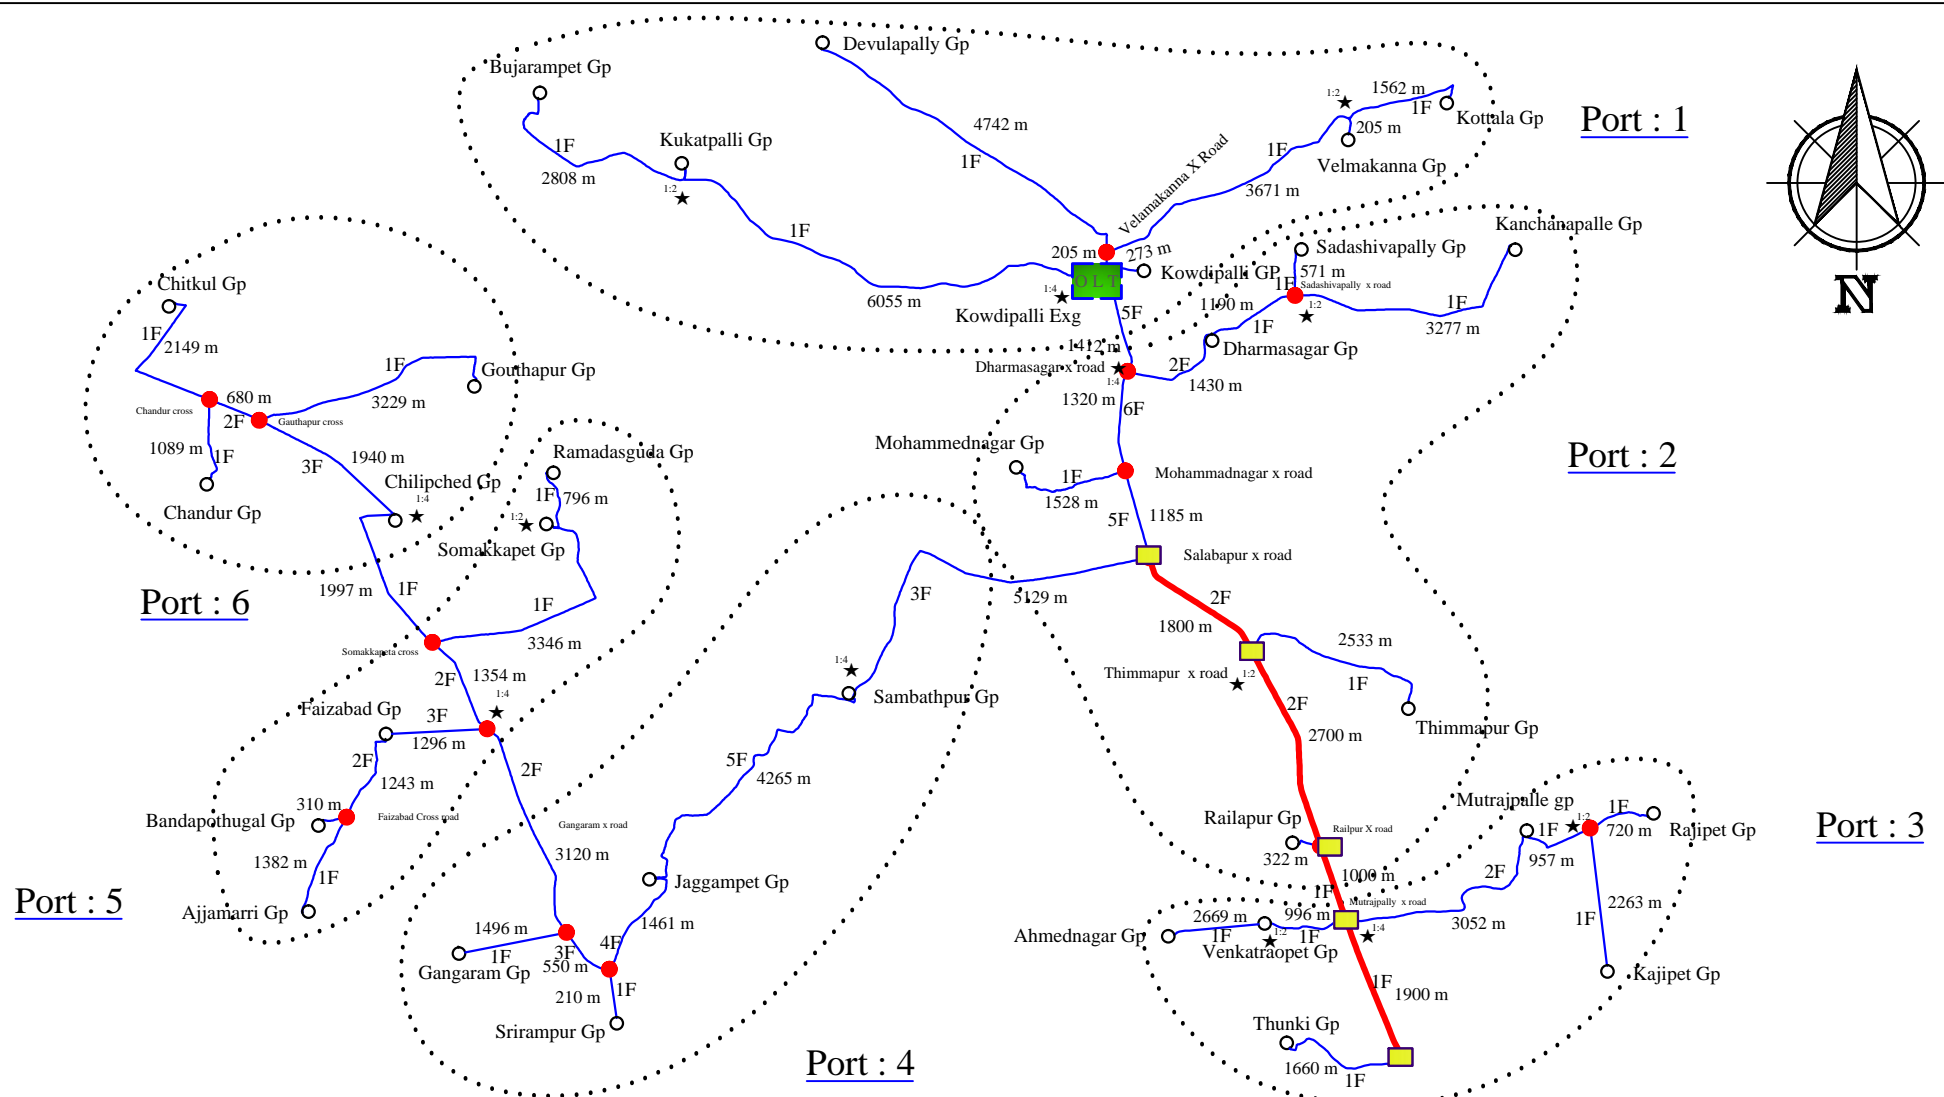 Devulapally Gp
Bujarampet Gp
1562 m
1:2
1F
Kottala Gp
Port : 1
4742 m
1F
205 m
Kukatpalli Gp
1F
2808 m
1:2
Velamakanna X Road
1F
Velmakanna Gp
3671 m
1F
6055 m
205 m
273 m
Kowdipalli GP
OLT
1:4
Kowdipalli Exg
5F
1412 m
Kanchanapalle Gp
Sadashivapally Gp
571 m
1F
Sadashivapally x road
1:2
1190 m
1F
1F
3277 m
Dharmasagar Gp
Dharmasagar x road
1:4
2F
1430 m
1320 m
6F
Chitkul Gp
1F
2149 m
1F
Gouthapur Gp
3229 m
680 m
Chandur cross
2F
Gauthapur cross
1089 m
1F
3F
1940 m
Chandur Gp
Chilipched Gp
1:4
Ramadasguda Gp
1F
796 m
1:2
Somakkapet Gp
Mohammednagar Gp
1F
1528 m
Mohammadnagar x road
5F
1185 m
Port : 2
Salabapur x road
1997 m
1F
1F
3346 m
Port : 6
Somakkapeta cross
2F
1354 m
1:4
3F
5129 m
2F
1800 m
2533 m
1F
Thimmapur x road
1:2
Thimmapur Gp
1:4
Sambathpur Gp
Faizabad Gp
3F
1296 m
2F
2F
2700 m
5F
4265 m
2F
1243 m
310 m
Bandapothugal Gp
Faizabad Cross road
Gangaram x road
3120 m
1382 m
1F
Ajjamarri Gp
Port : 5
Jaggampet Gp
1461 m
1496 m
1F
Gangaram Gp
3F
550 m
4F
210 m
1F
Srirampur Gp
Port : 4
Railapur Gp
322 m
Railpur X road
1000 m
1F
Mutrajpally x road
1:4
Mutrajpalle gp
1F
1:2
957 m
1F
720 m
Rajipet Gp
Port : 3
2F
3052 m
2263 m
1F
Kajipet Gp
2669 m
996 m
Ahmednagar Gp
1F
1:2
1F
Venkatraopet Gp
1F
1900 m
Thunki Gp
1660 m
1F
N